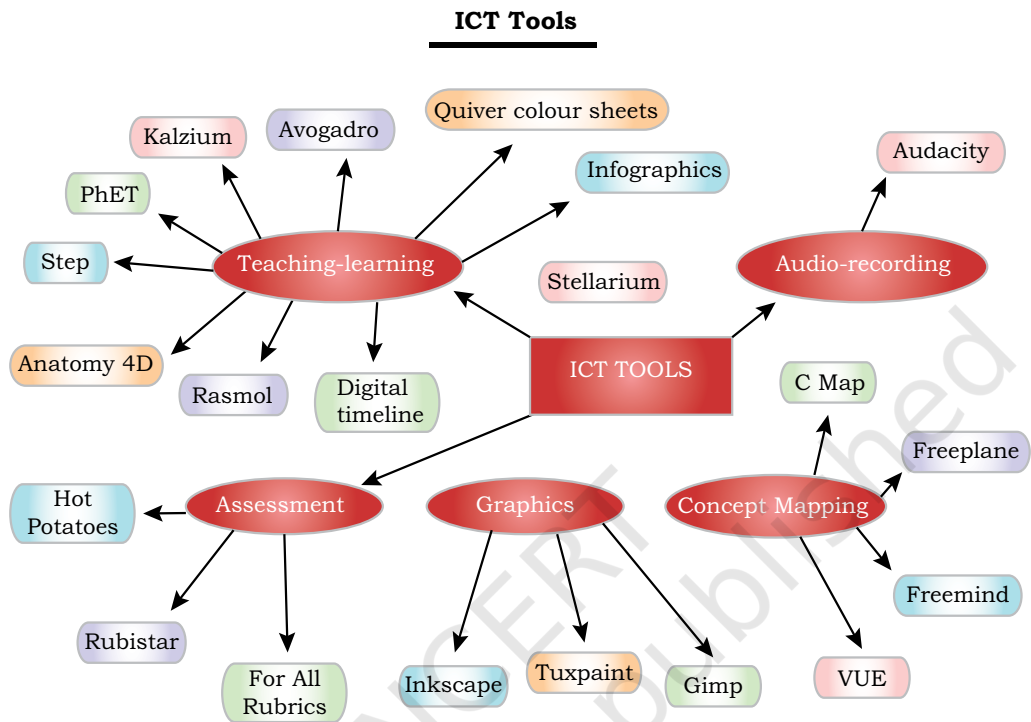 ICT Tools
Quiver colour sheets
Avogadro
Kalzium
Audacity
Infographics
PhET
Step
Teaching-learning
Audio-recording
Stellarium
Anatomy 4D
Rasmol
Digital
timeline
ICT TOOLS
C Map
Freeplane
Hot
Potatoes
Assessment
Graphics
Concept Mapping
Freemind
Rubistar
For All
Rubrics
Inkscape
Tuxpaint
Gimp
VUE
NCERT
published